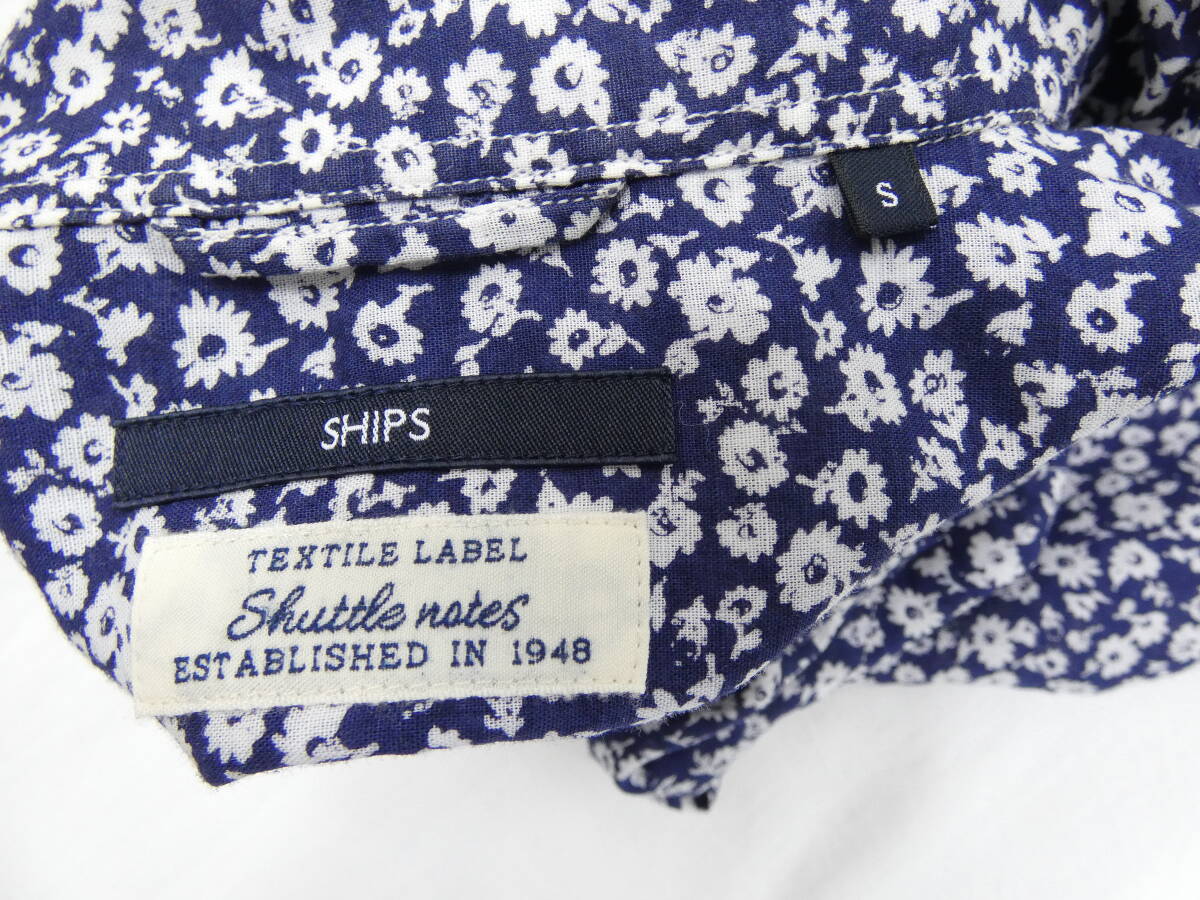 S
SHIPS
TEXTILE LABEL
Shuttle notes
ESTABLISHED IN 1948